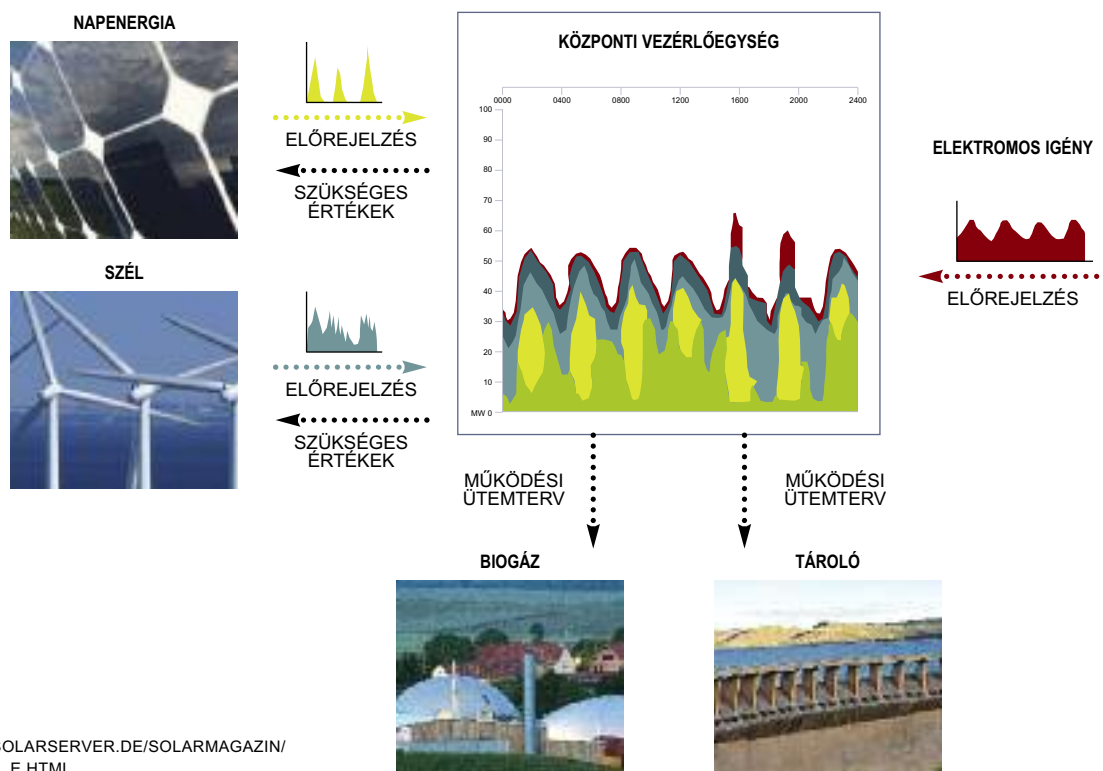 NAPENERGIA
KÖZPONTI VEZÉRLŐEGYSÉG
0000 0400 0800 1200 1600 2000 2400
100
90
80
70
60
50
40
30
20
10
MW 0
ELŐREJELZÉS
SZÜKSÉGES
ÉRTÉKEK
ELEKTROMOS IGÉNY
ELŐREJELZÉS
SZÉL
ELŐREJELZÉS
SZÜKSÉGES
ÉRTÉKEK
MŰKÖDÉSI
ÜTEMTERV
MŰKÖDÉSI
ÜTEMTERV
BIOGÁZ
TÁROLÓ
SOLARSERVER.DE/SOLARMAGAZIN/
E.HTML